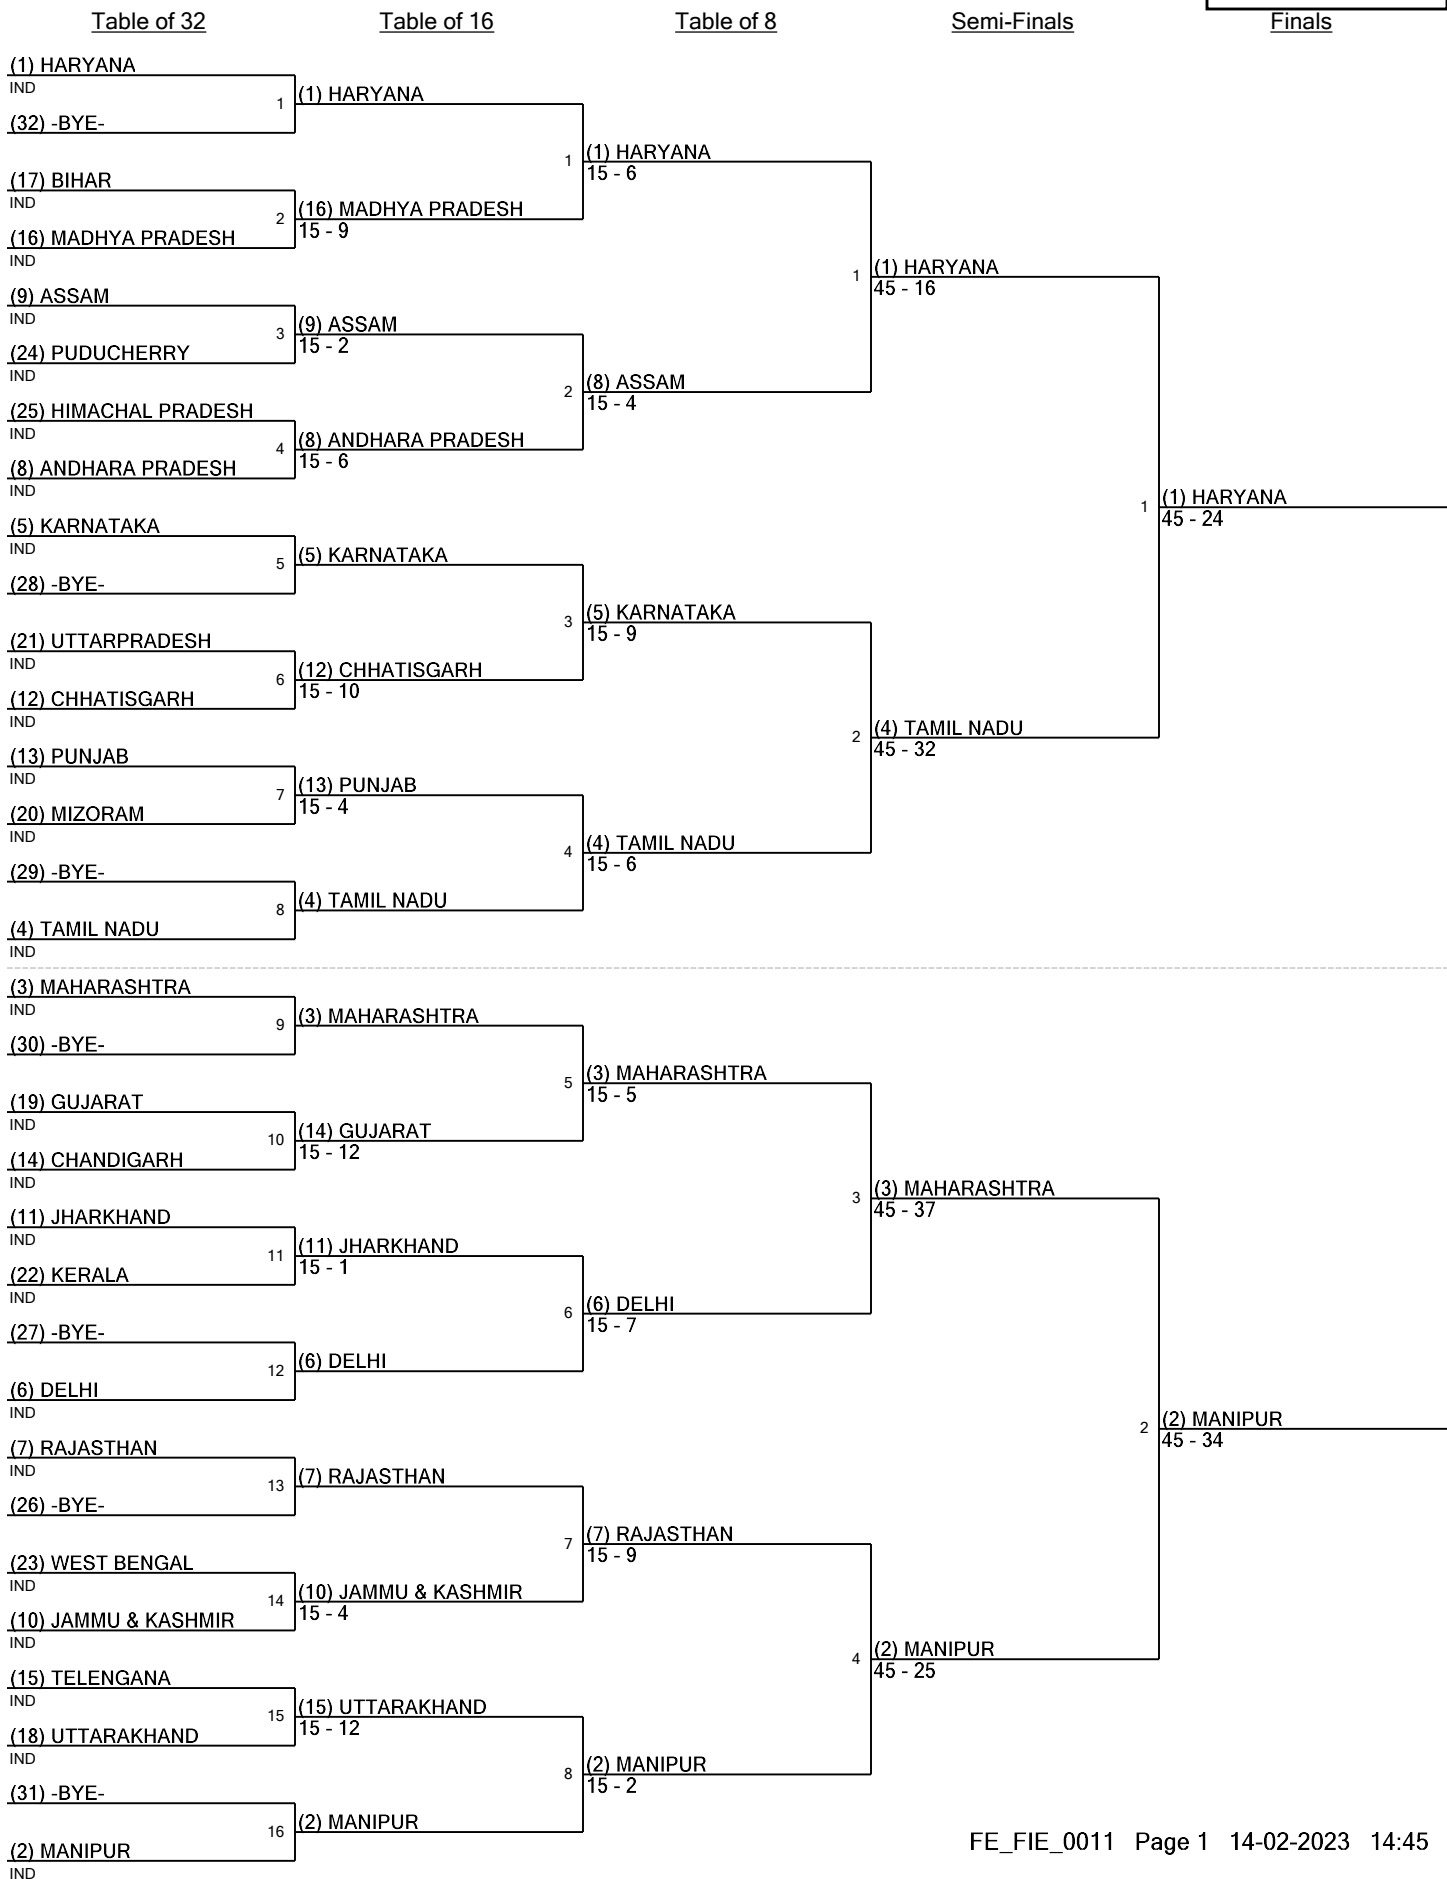 Table of 32 Table of 16 Table of 8 Semi-Finals Finals
(1) HARYANA
IND
1 (1) HARYANA
(32) -BYE-
1 (1) HARYANA
15 - 6
(17) BIHAR
IND
2 (16) MADHYA PRADESH
15 - 9
(16) MADHYA PRADESH
IND
1 (1) HARYANA
45 - 16
(9) ASSAM
IND
3 (9) ASSAM
15 - 2
(24) PUDUCHERRY
IND
2 (8) ASSAM
15 - 4
(25) HIMACHAL PRADESH
IND
4 (8) ANDHARA PRADESH
15 - 6
(8) ANDHARA PRADESH
IND
1 (1) HARYANA
45 - 24
(5) KARNATAKA
IND
5 (5) KARNATAKA
(28) -BYE-
3 (5) KARNATAKA
15 - 9
(21) UTTARPRADESH
IND
6 (12) CHHATISGARH
15 - 10
(12) CHHATISGARH
IND
2 (4) TAMIL NADU
45 - 32
(13) PUNJAB
IND
7 (13) PUNJAB
15 - 4
(20) MIZORAM
IND
4 (4) TAMIL NADU
15 - 6
(29) -BYE-
8 (4) TAMIL NADU
(4) TAMIL NADU
IND
(3) MAHARASHTRA
IND
9 (3) MAHARASHTRA
(30) -BYE-
5 (3) MAHARASHTRA
15 - 5
(19) GUJARAT
IND
10 (14) GUJARAT
15 - 12
(14) CHANDIGARH
IND
3 (3) MAHARASHTRA
45 - 37
(11) JHARKHAND
IND
11 (11) JHARKHAND
15 - 1
(22) KERALA
IND
6 (6) DELHI
15 - 7
(27) -BYE-
12 (6) DELHI
(6) DELHI
IND
2 (2) MANIPUR
45 - 34
(7) RAJASTHAN
IND
13 (7) RAJASTHAN
(26) -BYE-
7 (7) RAJASTHAN
15 - 9
(23) WEST BENGAL
IND
14 (10) JAMMU & KASHMIR
15 - 4
(10) JAMMU & KASHMIR
IND
4 (2) MANIPUR
45 - 25
(15) TELENGANA
IND
15 (15) UTTARAKHAND
15 - 12
(18) UTTARAKHAND
IND
8 (2) MANIPUR
15 - 2
(31) -BYE-
16 (2) MANIPUR
(2) MANIPUR
IND
FE_FIE_0011 Page 1 14-02-2023 14:45